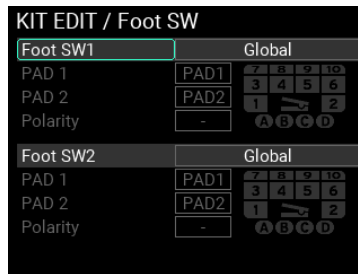 KIT EDIT / Foot SW
Foot SW1 Global
PAD 1 PAD1 7 8 9 10
3 4 5 6
PAD 2 PAD2 1 2
Polarity - A B C D
Foot SW2 Global
PAD 1 PAD1 7 8 9 10
3 4 5 6
PAD 2 PAD2 1 2
Polarity - A B C D